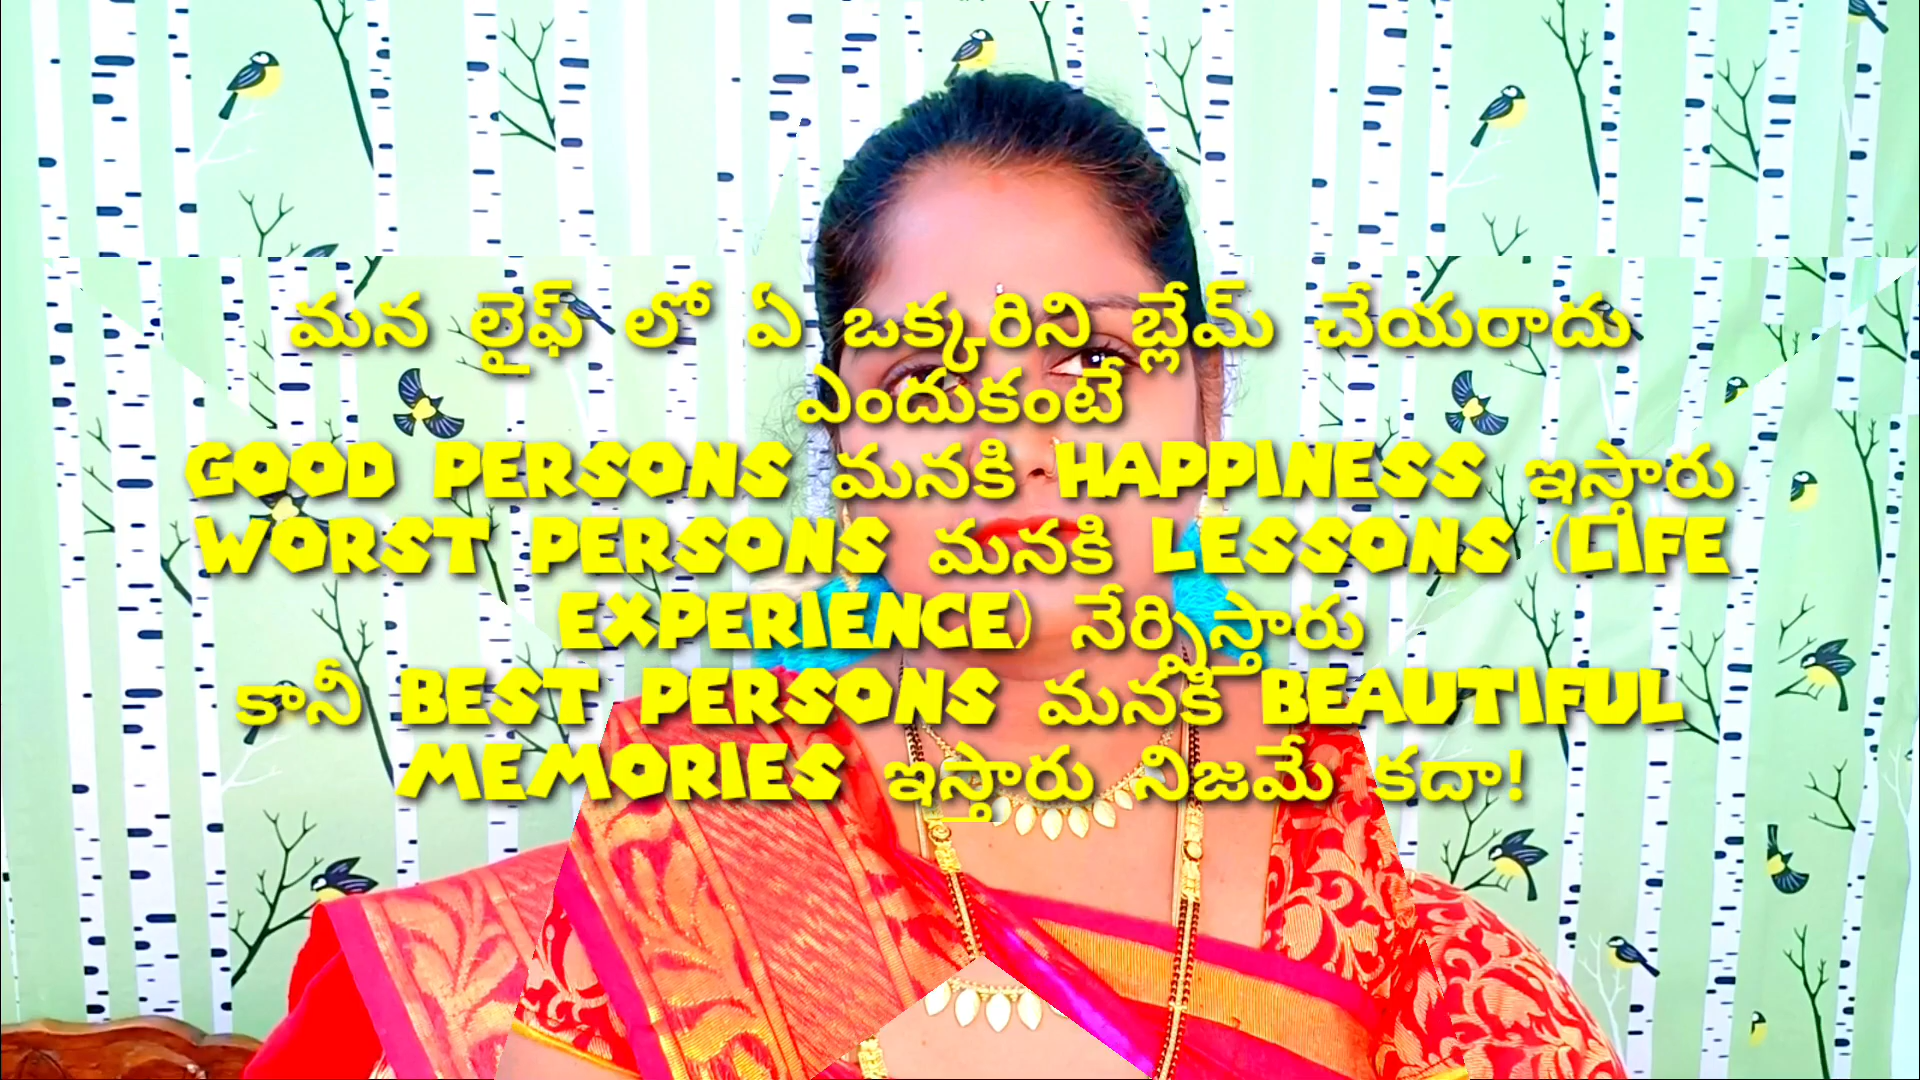 మన లైఫ్ లో ఏ ఒక్కరిని బ్లేమ్ చేయరాదు
ఎందుకంటే
GOOD PERSONS మనకి HAPPINESS ఇస్తారు
WORST PERSONS మనకి LESSONS (LIFE
EXPERIENCE) నేర్పిస్తారు
కానీ BEST PERSONS మనకి BEAUTIFUL
MEMORIES ఇస్తారు నిజమే కదా!